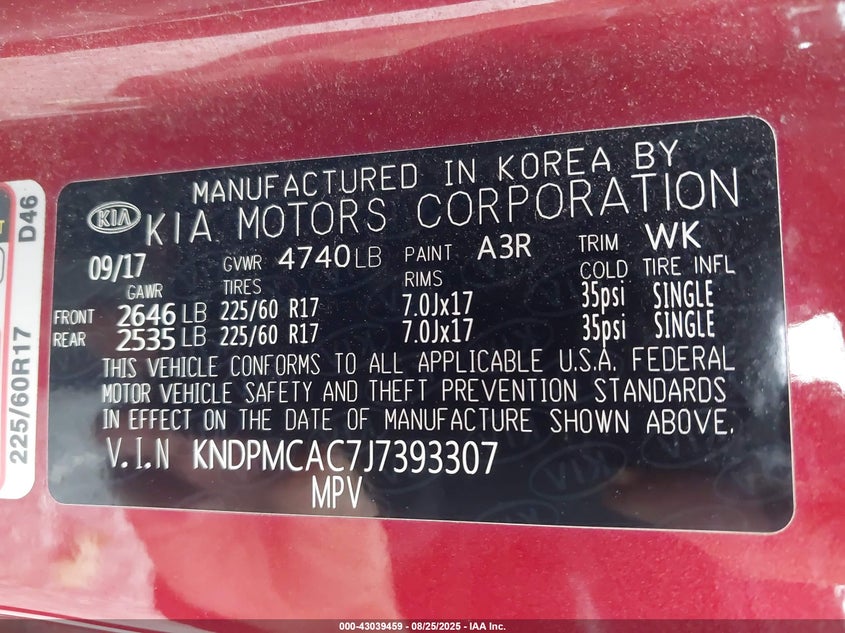 MANUFACTURED IN KOREA BY
KIA KIA MOTORS CORPORATION
09/17 GVWR 4740LB PAINT A3R TRIM WK
GAWR TIRES RIMS COLD TIRE INFL
FRONT 2646 LB 225/60 R17 7.0Jx17 35psi SINGLE
REAR 2535 LB 225/60 R17 7.0Jx17 35psi SINGLE
THIS VEHICLE CONFORMS TO ALL APPLICABLE U.S.A. FEDERAL
MOTOR VEHICLE SAFETY AND THEFT PREVENTION STANDARDS
IN EFFECT ON THE DATE OF MANUFACTURE SHOWN ABOVE.
V.I.N KNDPMCAC7J7393307
MPV
225/60R17 D46
000-43039459 - 08/25/2025 - IAA Inc.